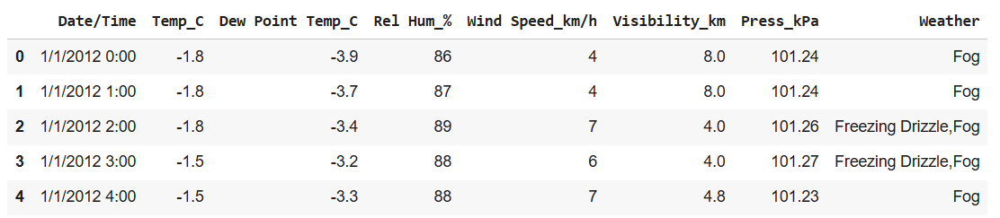 Date/Time Temp_C Dew Point Temp_C Rel Hum_% Wind Speed_km/h Visibility_km Press_kPa Weather
0 1/1/2012 0:00 -1.8 -3.9 86 4 8.0 101.24 Fog
1 1/1/2012 1:00 -1.8 -3.7 87 4 8.0 101.24 Fog
2 1/1/2012 2:00 -1.8 -3.4 89 7 4.0 101.26 Freezing Drizzle,Fog
3 1/1/2012 3:00 -1.5 -3.2 88 6 4.0 101.27 Freezing Drizzle,Fog
4 1/1/2012 4:00 -1.5 -3.3 88 7 4.8 101.23 Fog